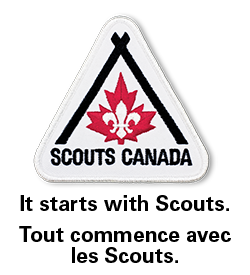 SCOUTS CANADA
It starts with Scouts.
Tout commence avec
les Scouts.